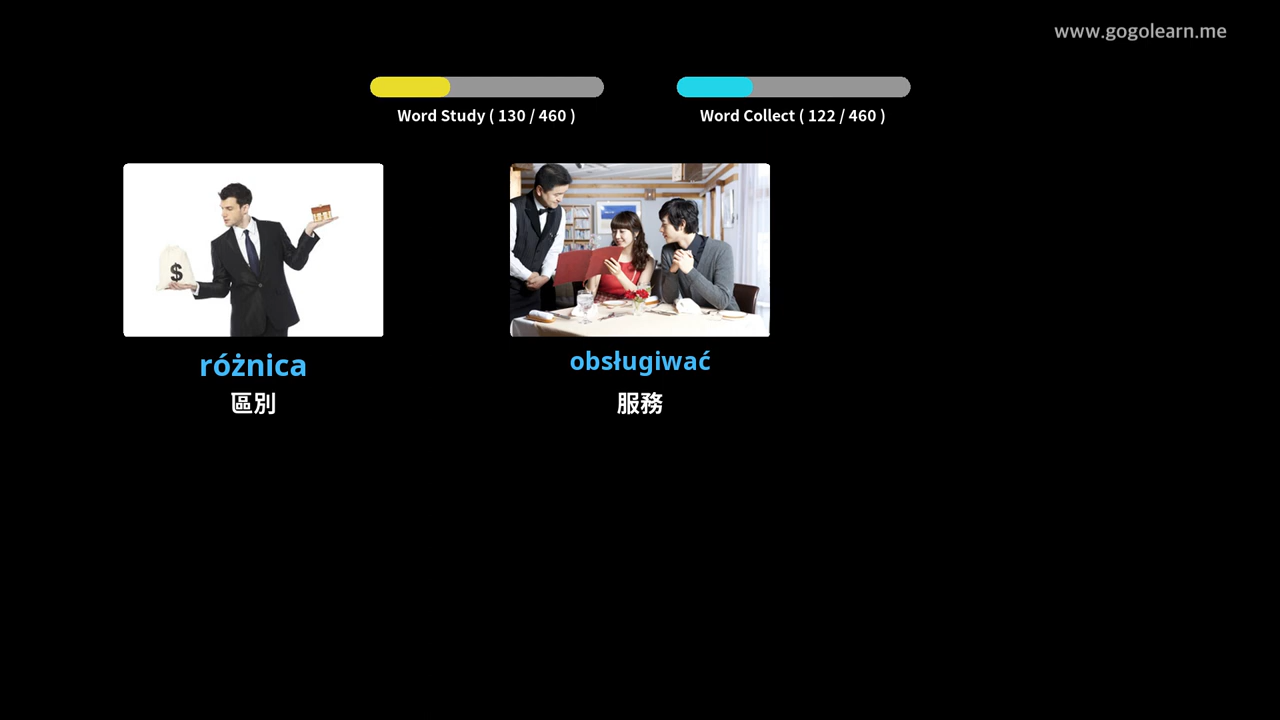 www.gogolearn.me
Word Study ( 130 / 460 )
Word Collect ( 122 / 460 )
$
różnica
區別
obsługiwać
服務